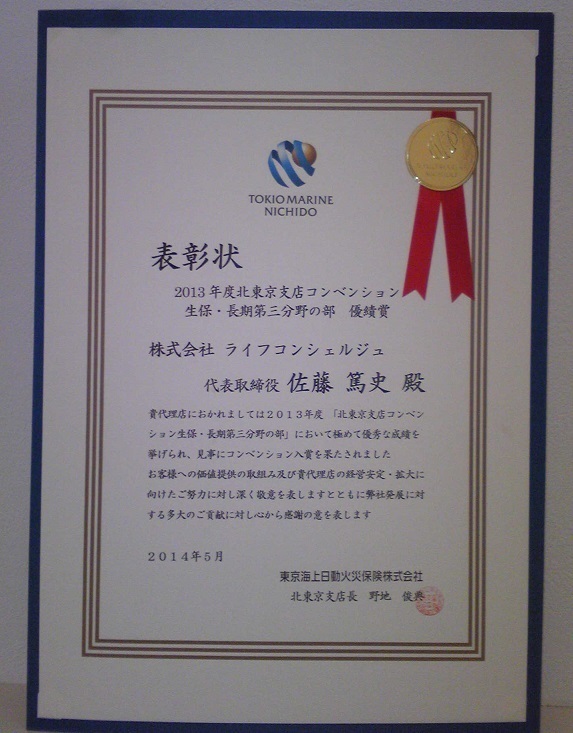 TOKIO MARINE
NICHIDO
表彰状
2013年度北東京支店コンベンション
生保・長期第三分野の部　優績賞
株式会社 ライフコンシェルジュ
代表取締役 佐藤 篤史 殿
貴代理店におかれましては2013年度「北東京支店コンベン
ション生保・長期第三分野の部」において極めて優秀な成績を
挙げられ、見事にコンベンション入賞を果たされました
お客様への価値提供の取組み及び貴代理店の経営安定・拡大に
向けたご努力に対し深く敬意を表しますとともに弊社発展に対
する多大のご貢献に対し心から感謝の意を表します
2014年5月
東京海上日動火災保険株式会社
北東京支店長　野地　俊典